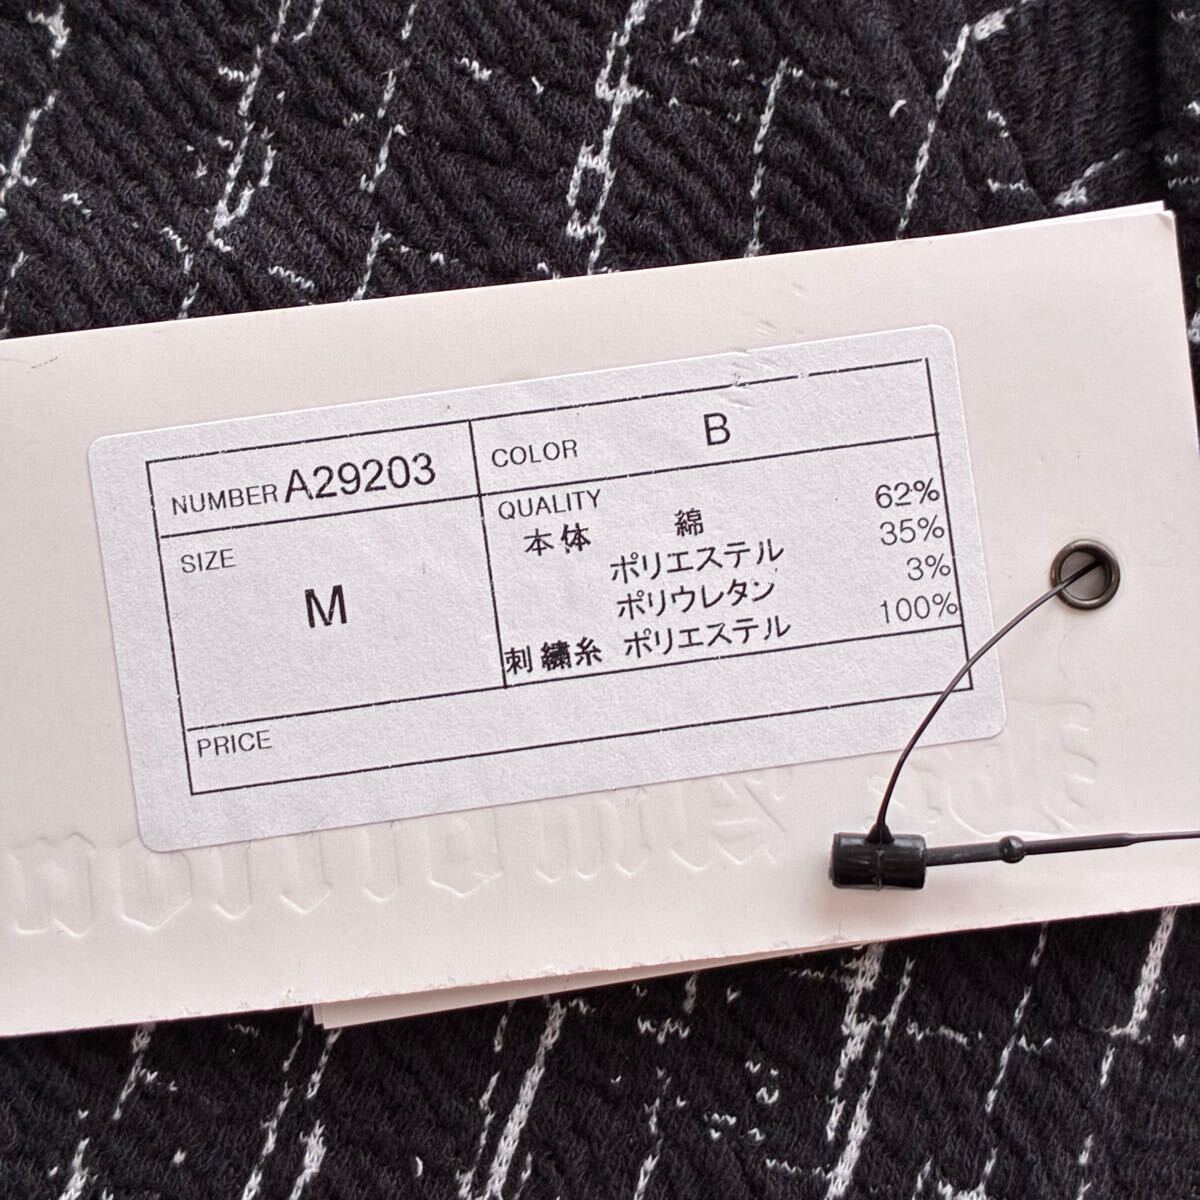 NUMBER A29203
COLOR B
SIZE
M
QUALITY
本体 綿 62%
ポリエステル 35%
ポリウレタン 3%
刺繍糸 ポリエステル 100%
PRICE